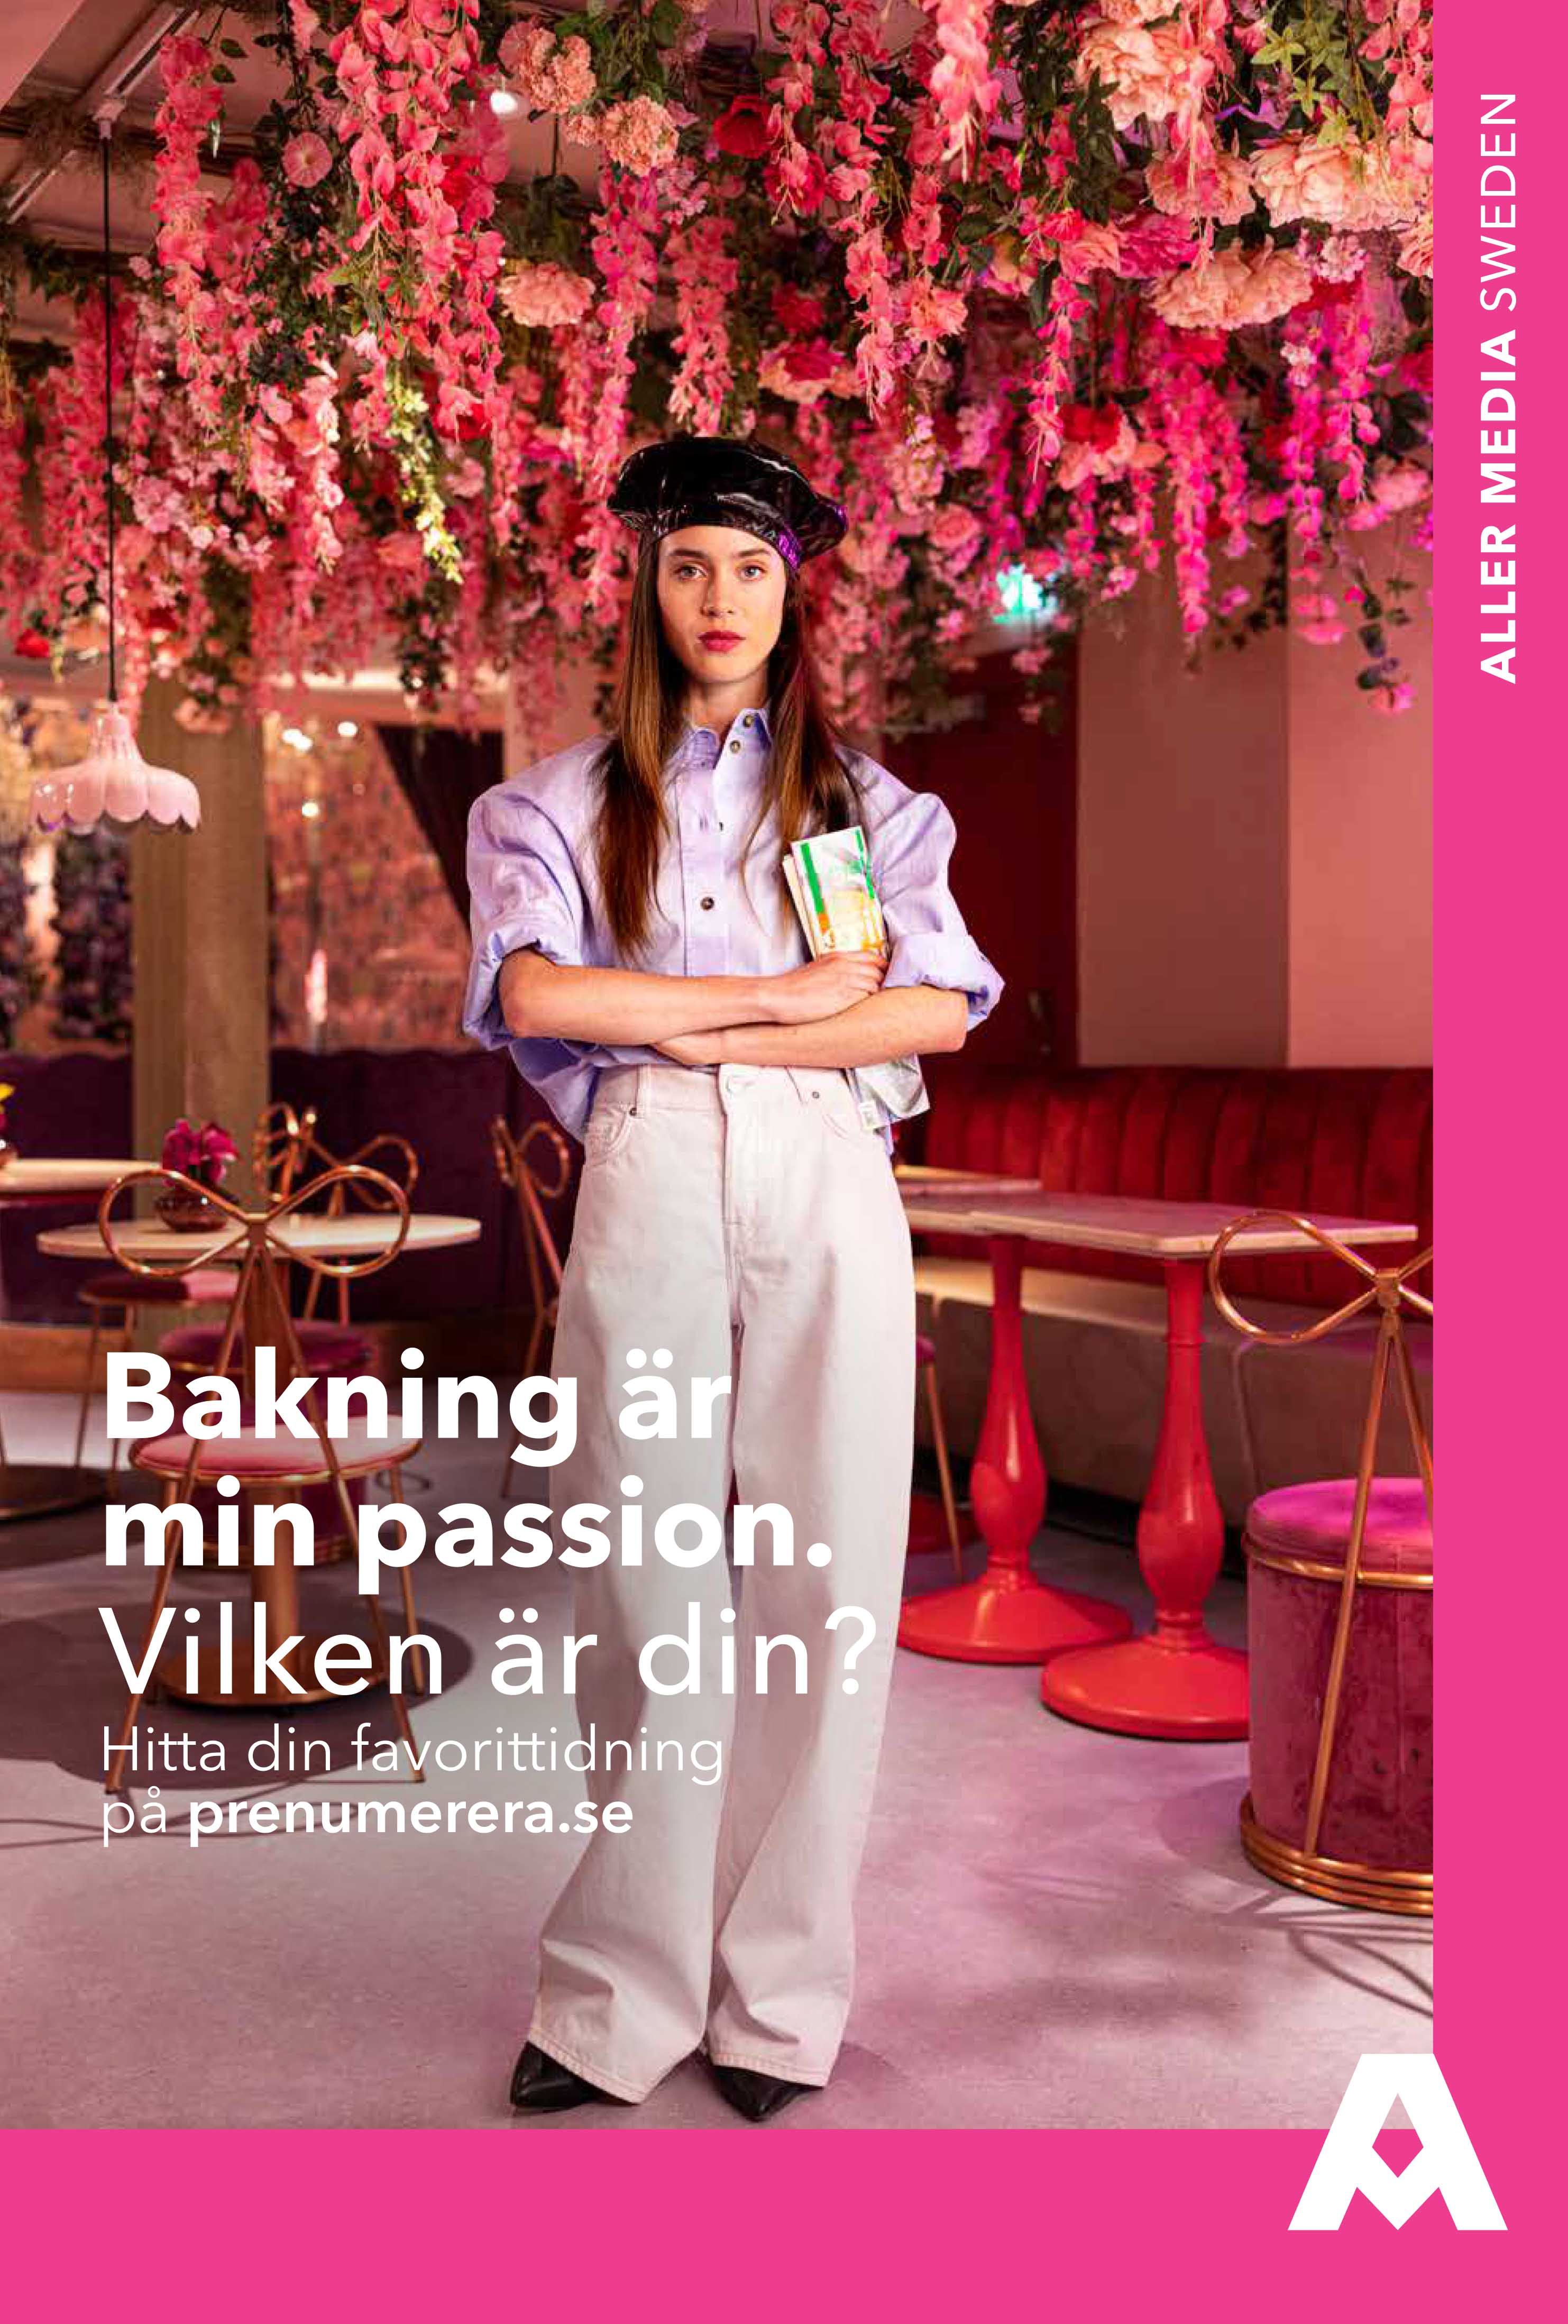 ALLER MEDIA SWEDEN
Bakning är
min passion.
Vilken är din?
Hitta din favorittidning
på prenumerera.se